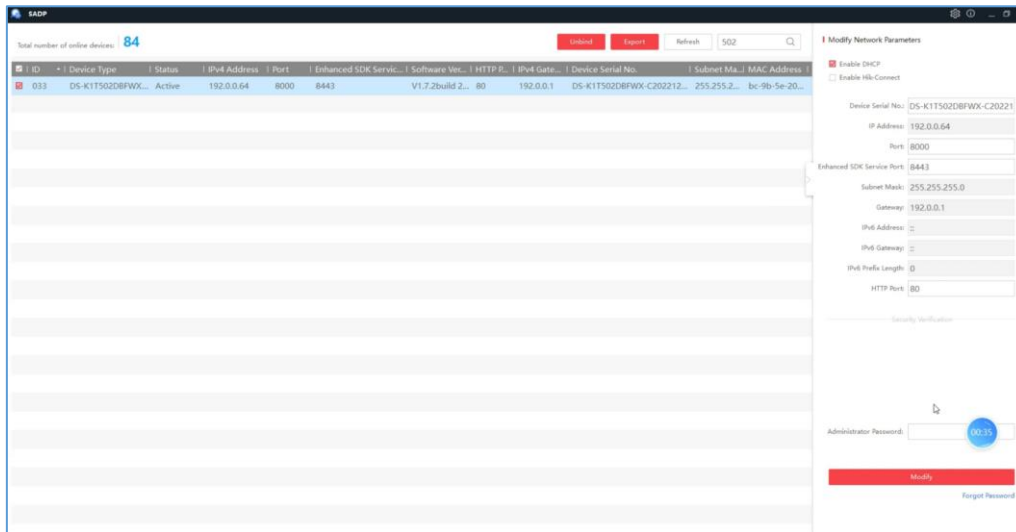 SADP
Total number of online devices: 84
Unbind
Export
Refresh
502
ID | Device Type | Status | IPv4 Address | Port | Enhanced SDK Servic... | Software Ver... | HTTP P... | IPv4 Gate... | Device Serial No. | Subnet Ma... | MAC Address
033 DS-K1T502DBFWX... Active 192.0.0.64 8000 8443 V1.7.2build 2... 80 192.0.0.1 DS-K1T502DBFWX-C202212... 255.255.2... bc-9b-5e-20...
Modify Network Parameters
Enable DHCP
Enable Hik-Connect
Device Serial No.: DS-K1T502DBFWX-C20221
IP Address: 192.0.0.64
Port: 8000
Enhanced SDK Service Port: 8443
Subnet Mask: 255.255.255.0
Gateway: 192.0.0.1
IPv6 Address: ::
IPv6 Gateway: ::
IPv6 Prefix Length: 0
HTTP Port: 80
Security Verification
Administrator Password:
00:35
Modify
Forgot Password